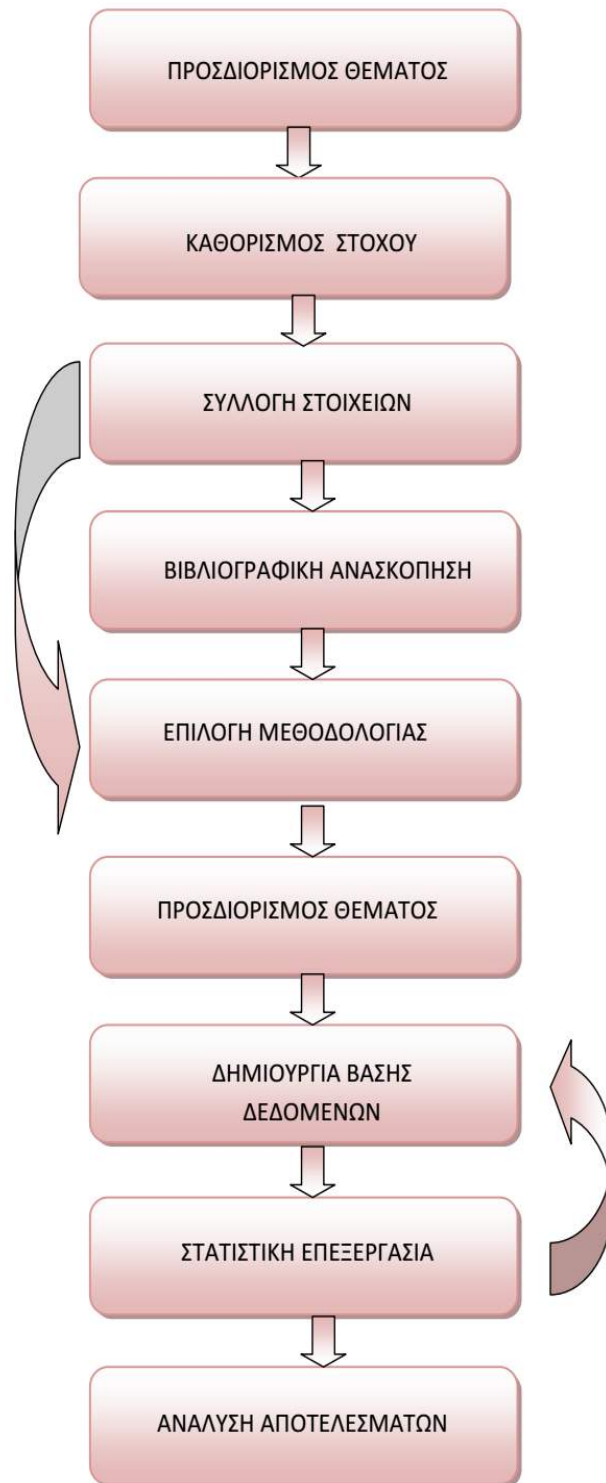 ΠΡΟΣΔΙΟΡΙΣΜΟΣ ΘΕΜΑΤΟΣ
ΚΑΘΟΡΙΣΜΟΣ ΣΤΟΧΟΥ
ΣΥΛΛΟΓΗ ΣΤΟΙΧΕΙΩΝ
ΒΙΒΛΙΟΓΡΑΦΙΚΗ ΑΝΑΣΚΟΠΗΣΗ
ΕΠΙΛΟΓΗ ΜΕΘΟΔΟΛΟΓΙΑΣ
ΠΡΟΣΔΙΟΡΙΣΜΟΣ ΘΕΜΑΤΟΣ
ΔΗΜΙΟΥΡΓΙΑ ΒΑΣΗΣ
ΔΕΔΟΜΕΝΩΝ
ΣΤΑΤΙΣΤΙΚΗ ΕΠΕΞΕΡΓΑΣΙΑ
ΑΝΑΛΥΣΗ ΑΠΟΤΕΛΕΣΜΑΤΩΝ